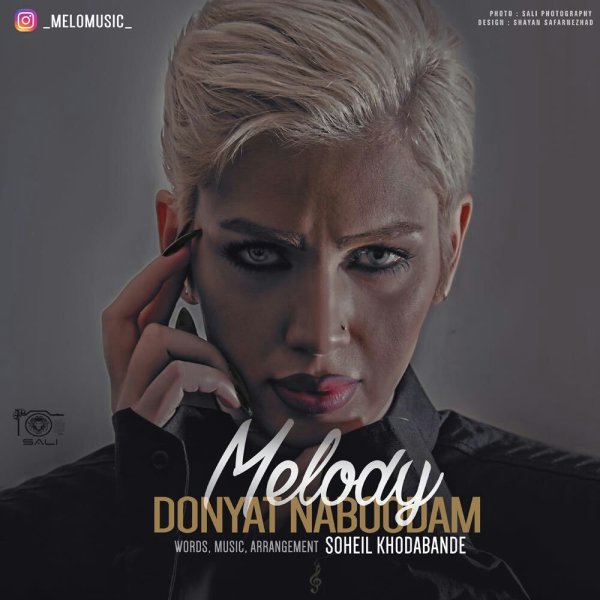 _MELOMUSIC_
PHOTO : SALI PHOTOGRAPHY
DESIGN : SHAYAN SAFARNEZHAD
SALI
Melody
DONYAT NABOODAM
WORDS, MUSIC, ARRANGEMENT SOHEIL KHODABANDE